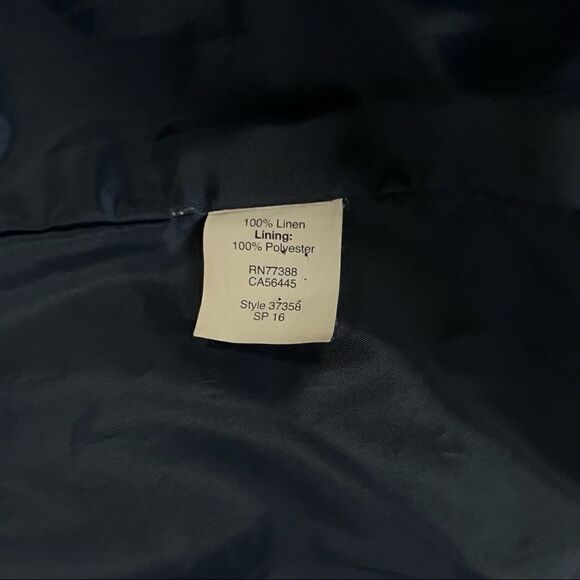 100% Linen
Lining:
100% Polyester
RN77388
CA56445
Style 37358
SP 16